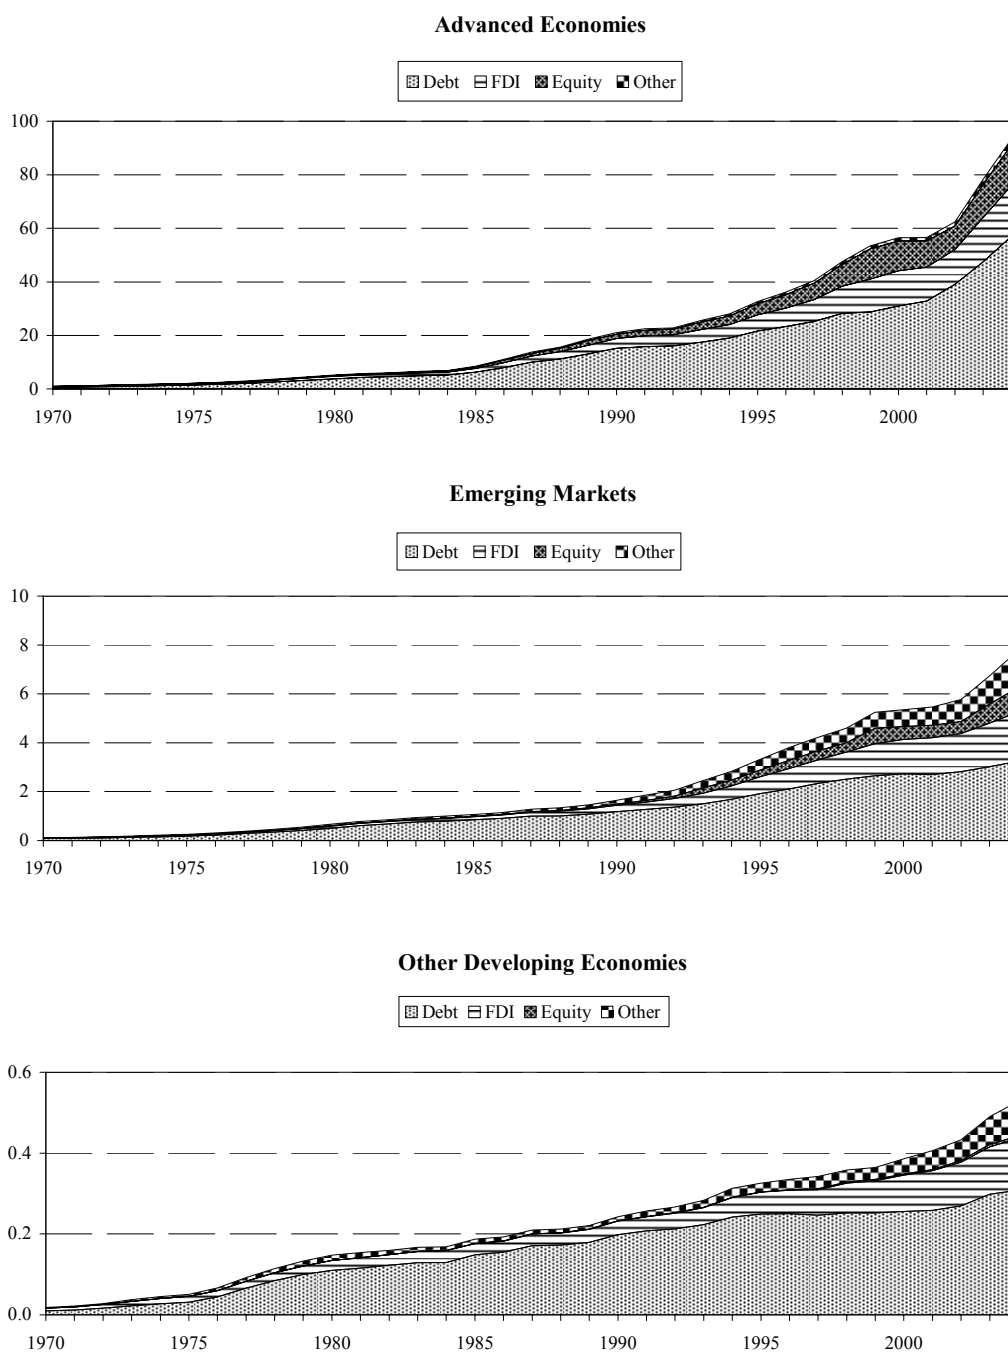 Advanced Economies
Debt FDI Equity Other
100
80
60
40
20
0
1970 1975 1980 1985 1990 1995 2000
Emerging Markets
Debt FDI Equity Other
10
8
6
4
2
0
1970 1975 1980 1985 1990 1995 2000
Other Developing Economies
Debt FDI Equity Other
0.6
0.4
0.2
0.0
1970 1975 1980 1985 1990 1995 2000